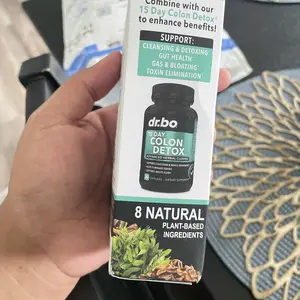 Combine with our
15 Day Colon Detox
to enhance benefits!
SUPPORT:
CLEANSING & DETOXING
GUT HEALTH
GAS & BLOATING
TOXIN ELIMINATION
dr.bo
15 DAY
COLON
DETOX
8 NATURAL
PLANT-BASED
INGREDIENTS